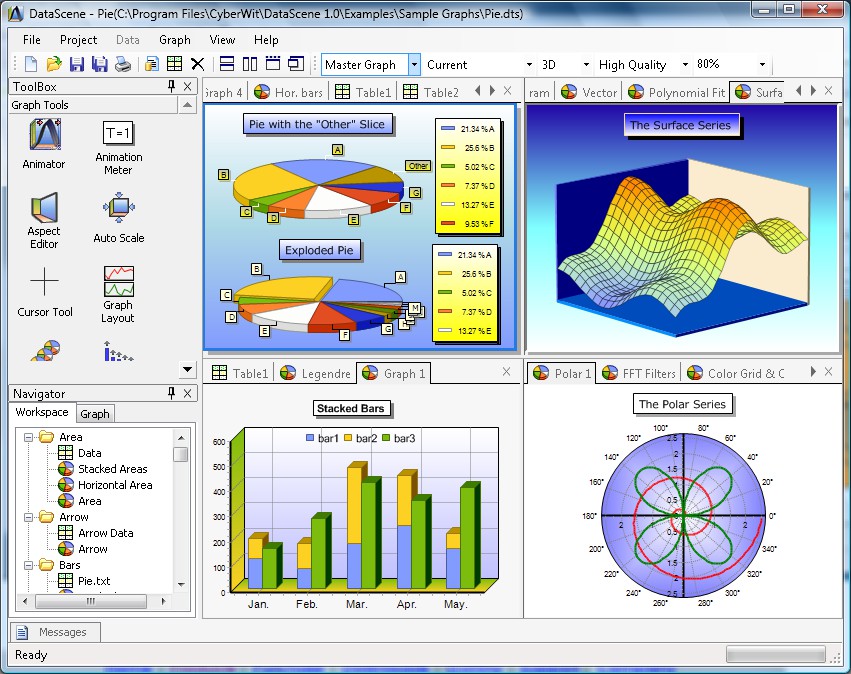 DataScene - Pie(C:\Program Files\CyberWit\DataScene 1.0\Examples\Sample Graphs\Pie.dts)
File Project Data Graph View Help
Master Graph Current 3D High Quality 80%
ToolBox
Graph Tools
Animator
T=1
Animation Meter
Aspect Editor
Auto Scale
Cursor Tool
Graph Layout
Navigator
Workspace Graph
Area
Data
Stacked Areas
Horizontal Area
Area
Arrow
Arrow Data
Arrow
Bars
Pie.txt
Graph 4 Hor. bars Table1 Table2
Pie with the "Other" Slice
A
B
Other
G
F
C
D
E
21.34 % A
25.6 % B
5.02 % C
7.37 % D
13.27 % E
9.53 % F
Exploded Pie
B
A
C
D
E
F
G
H
M
21.34 % A
25.6 % B
5.02 % C
7.37 % D
13.27 % E
ram Vector Polynomial Fit Surfa
The Surface Series
Table1 Legendre Graph 1
Stacked Bars
bar1 bar2 bar3
600
500
400
300
200
100
0
Jan. Feb. Mar. Apr. May.
Polar 1 FFT Filters Color Grid & C
The Polar Series
100° 80°
120° 60°
140° 40°
160° 20°
180° 0°
200° 340°
220° 320°
240° 300°
260° 280°
2.5
2
1.5
1
0.5
2 1 1 2
0.5
1
1.5
2
2.5
Messages
Ready